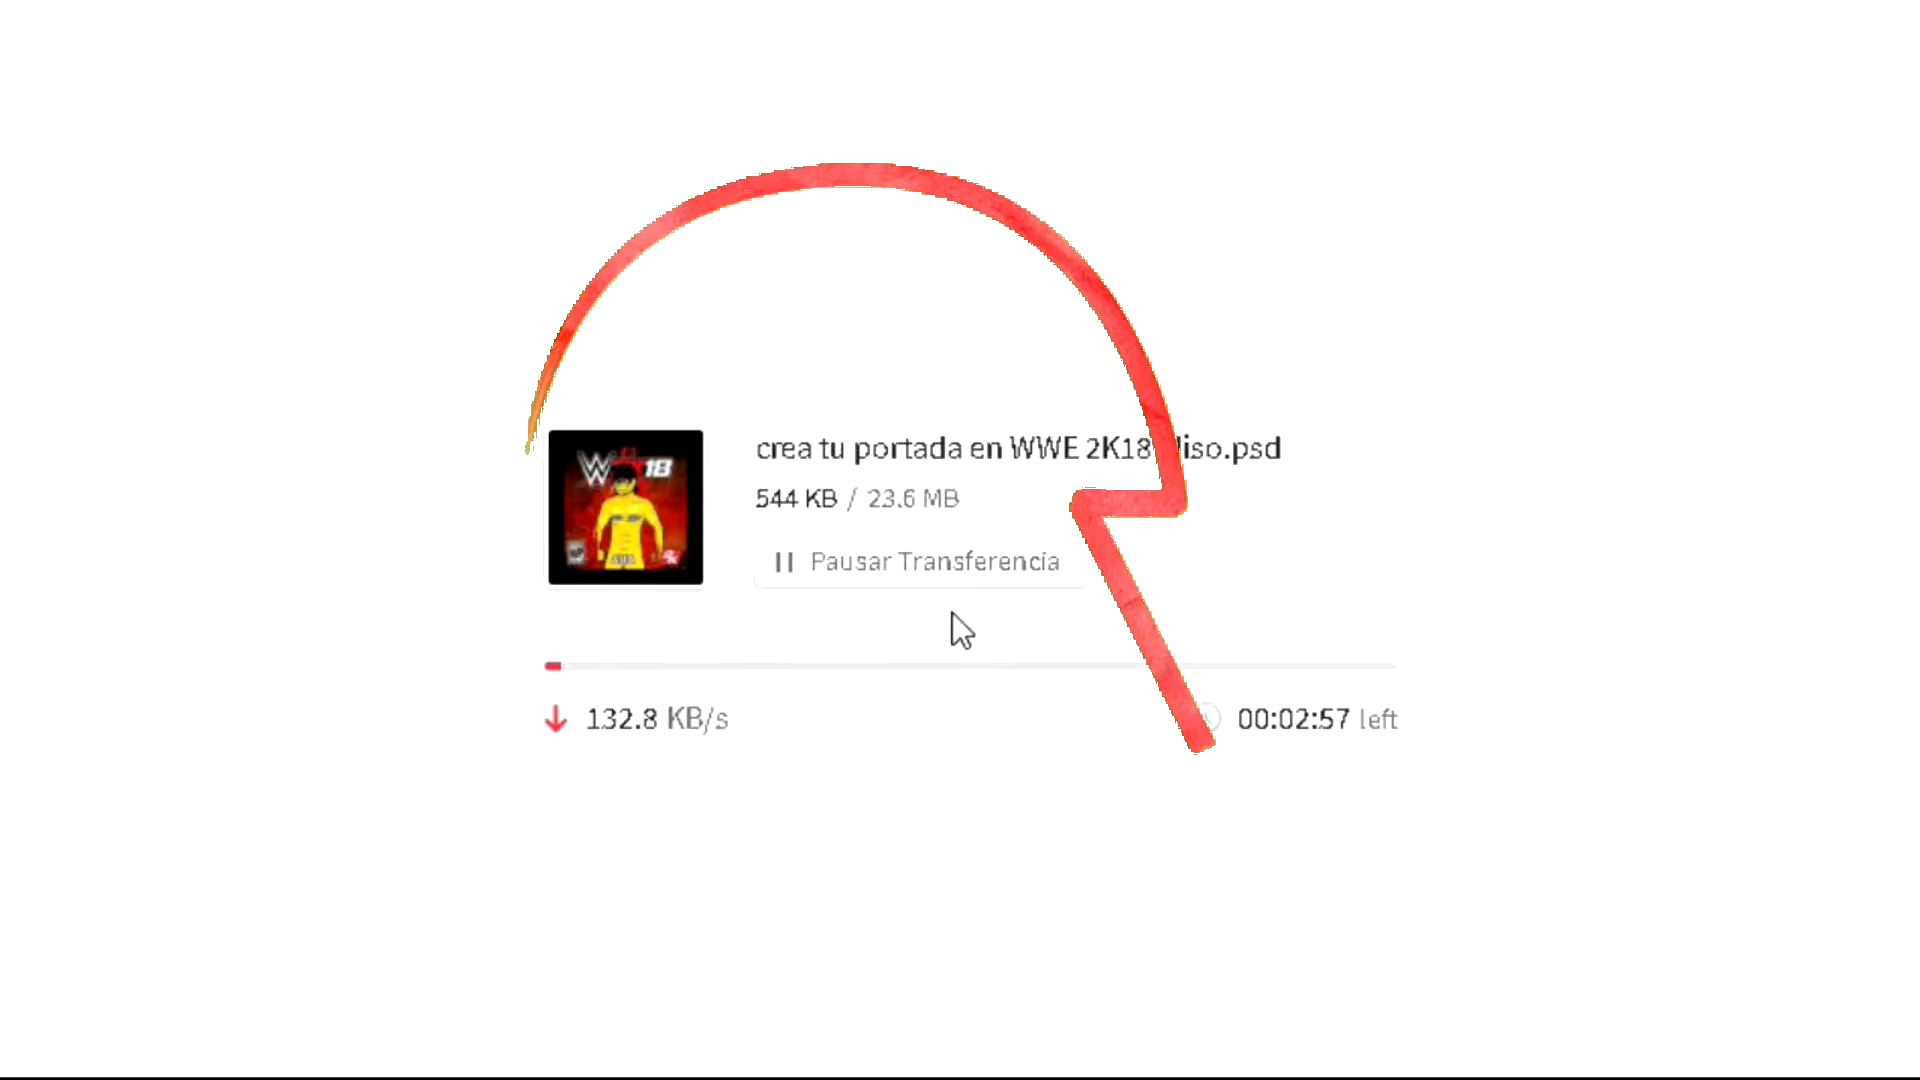 W 18
crea tu portada en WWE 2K18 iso.psd
544 KB / 23.6 MB
Pausar Transferencia
132.8 KB/s
00:02:57 left